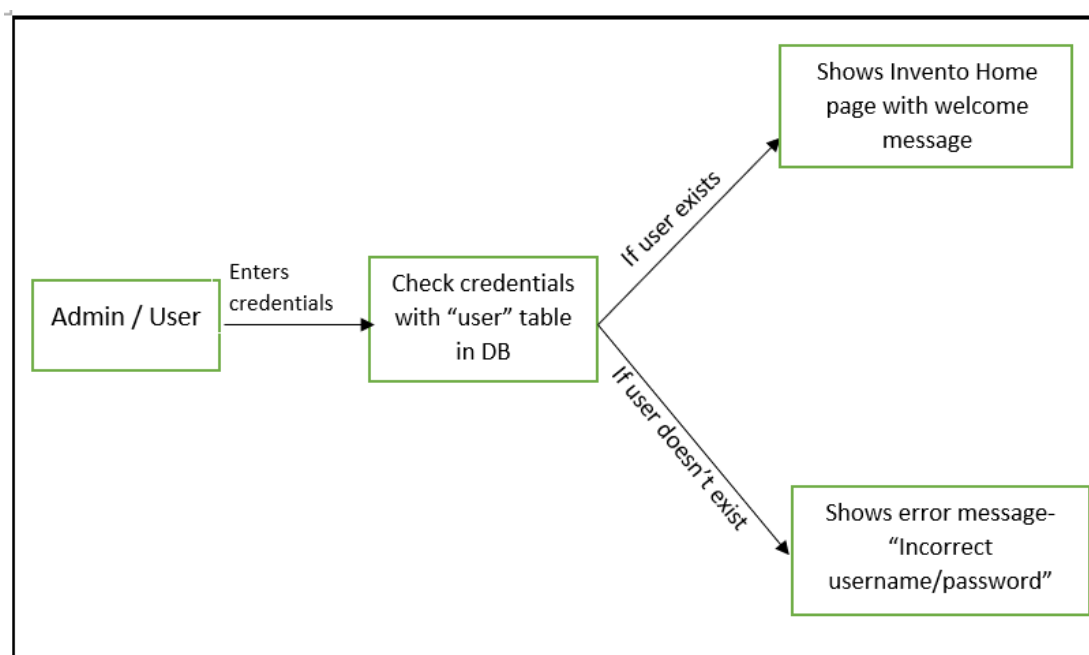 Admin / User
Enters
credentials
Check credentials
with “user” table
in DB
If user exists
Shows Invento Home
page with welcome
message
If user doesn’t exist
Shows error message-
“Incorrect
username/password”